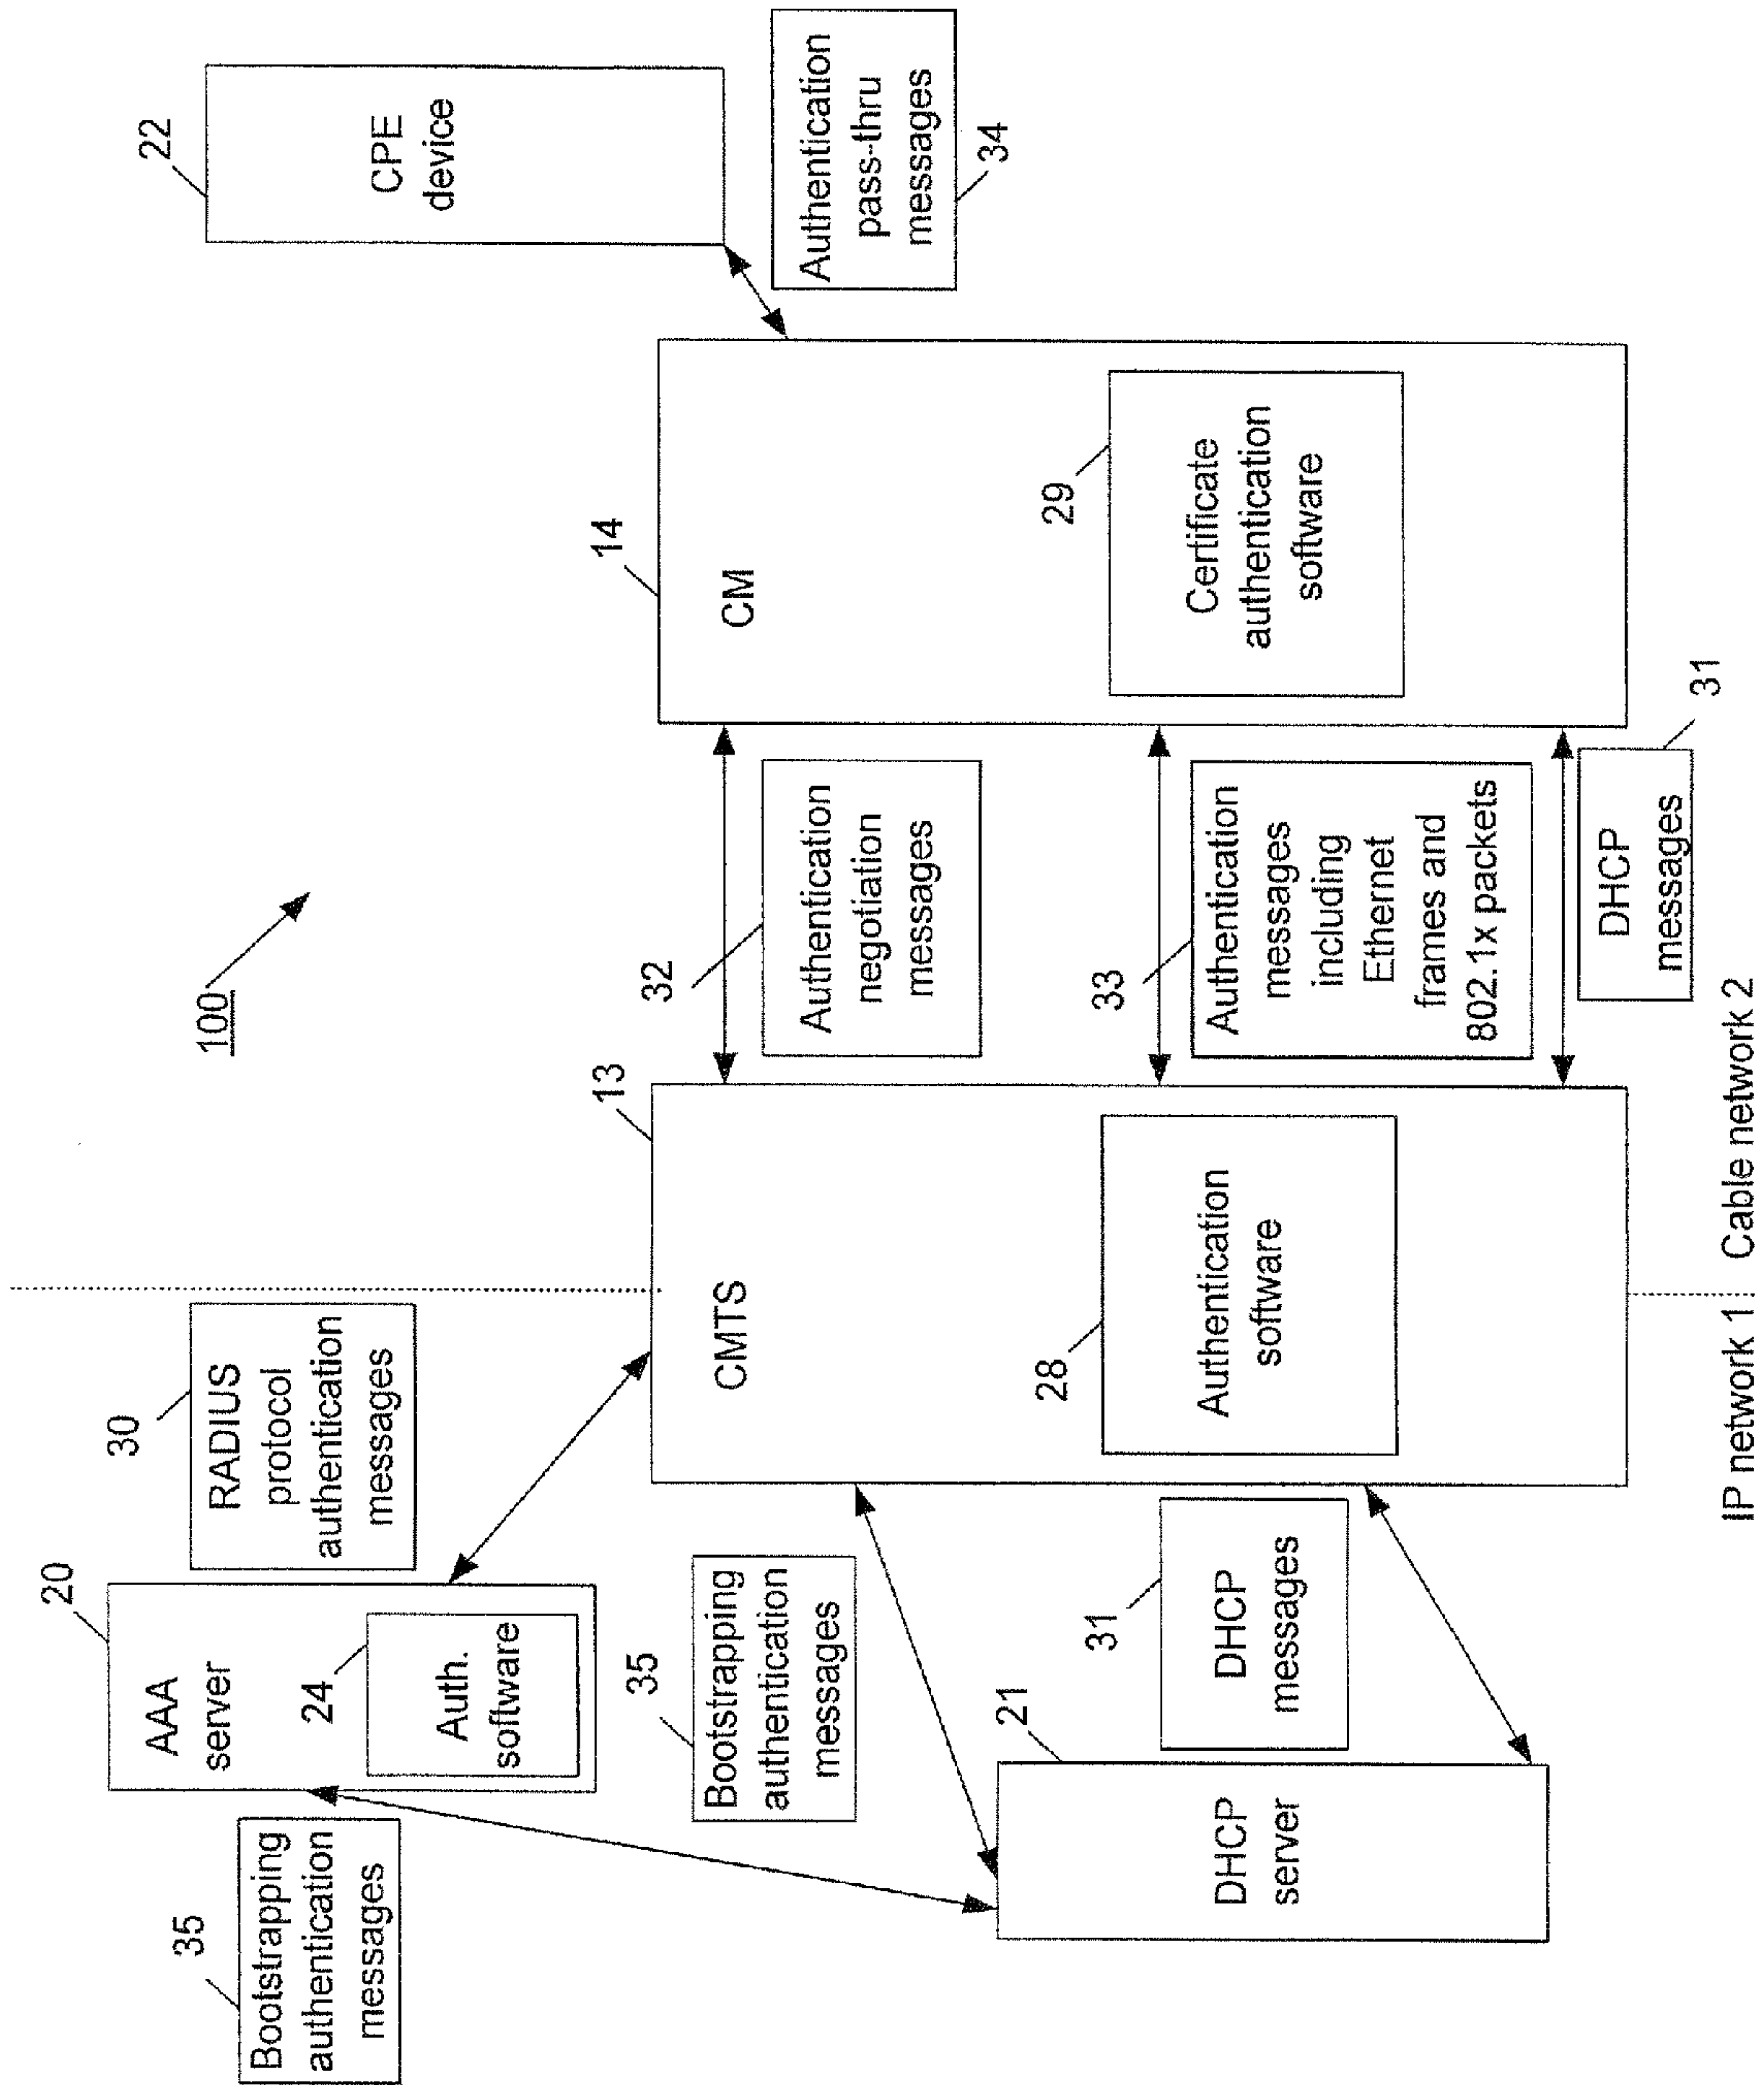 100
35
Bootstrapping
authentication
messages
20
AAA
server
24
Auth.
software
30
RADIUS
protocol
authentication
messages
22
CPE
device
Authentication
pass-thru
messages
34
35
Bootstrapping
authentication
messages
13
CMTS
28
Authentication
software
32
Authentication
negotiation
messages
14
CM
29
Certificate
authentication
software
21
DHCP
server
31
DHCP
messages
33
Authentication
messages
including
Ethernet
frames and
802.1x packets
DHCP
messages
31
IP network 1
Cable network 2